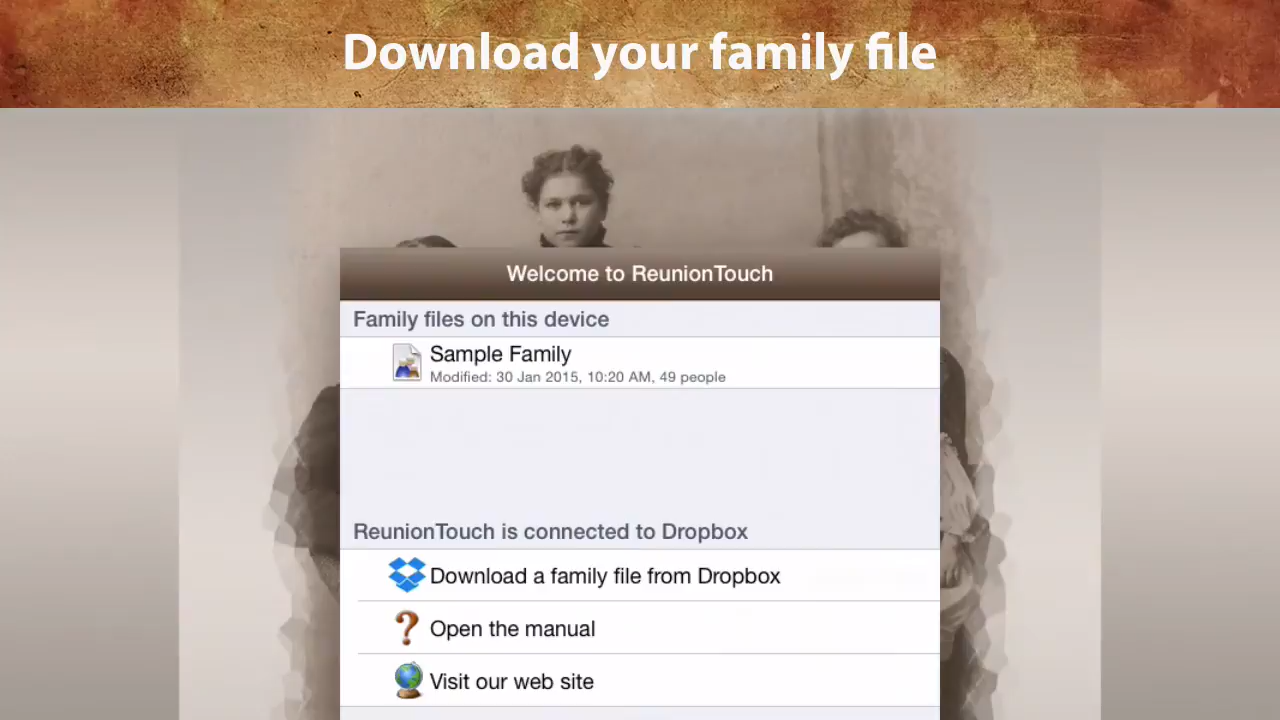 Download your family file
Welcome to ReunionTouch
Family files on this device
Sample Family
Modified: 30 Jan 2015, 10:20 AM, 49 people
ReunionTouch is connected to Dropbox
Download a family file from Dropbox
Open the manual
Visit our web site